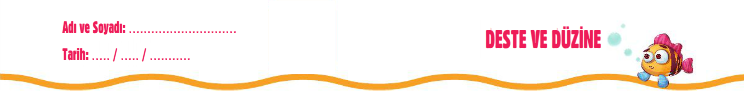 Adı ve Soyadı: .............................
DESTE VE DÜZİNE
Tarih: ..... / ..... / ...........